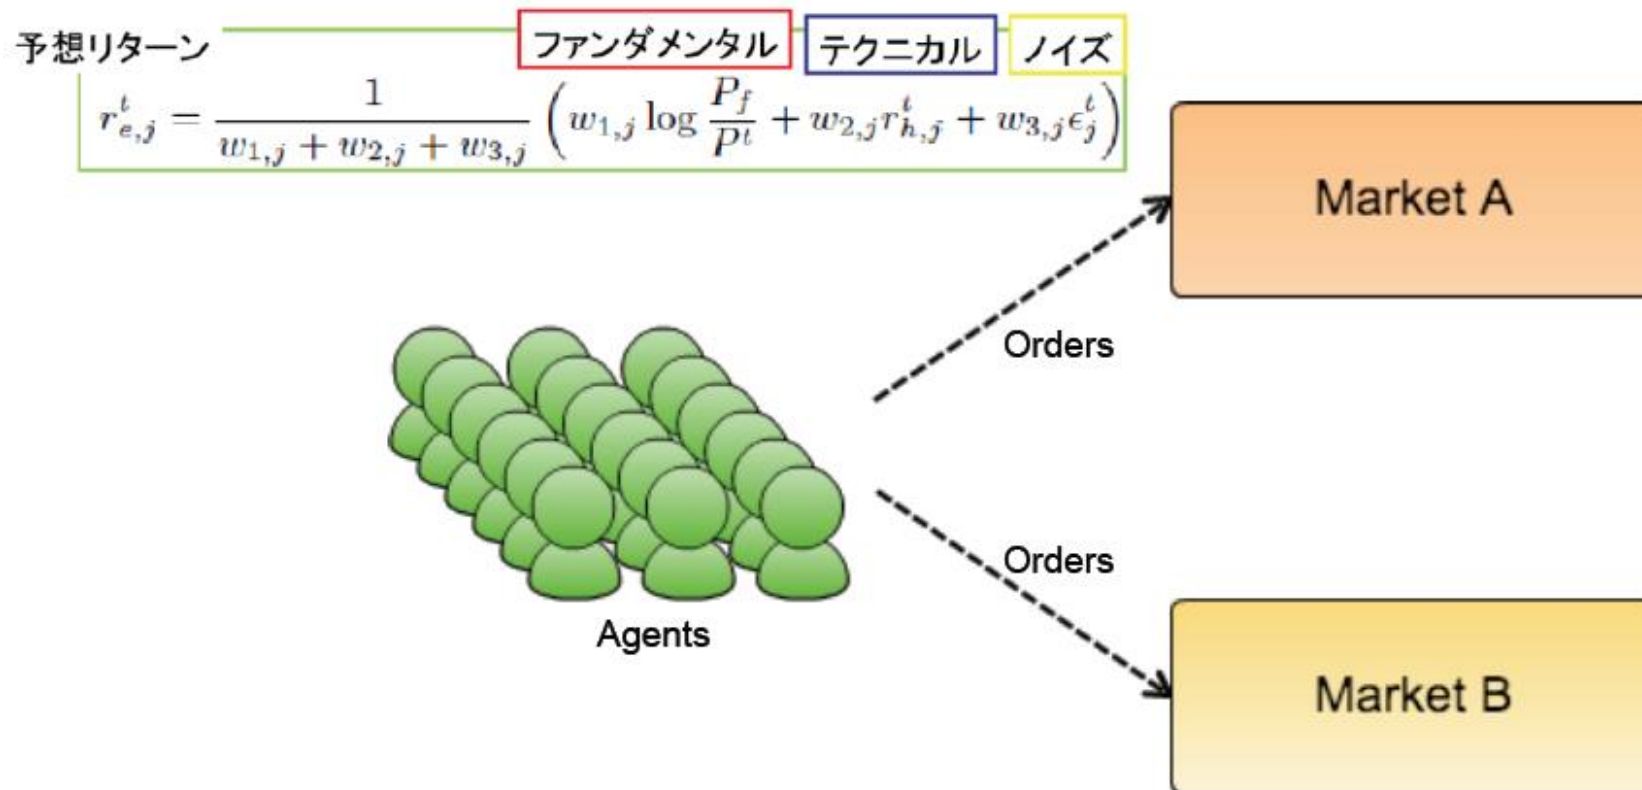 予想リターン ファンダメンタル テクニカル ノイズ
r^t_{e,j} = \frac{1}{w_{1,j} + w_{2,j} + w_{3,j}} \left( w_{1,j} \log \frac{P_f}{P^t} + w_{2,j} r^t_{h,j} + w_{3,j} \epsilon^t_j \right)
Market A
Orders
Orders
Agents
Market B